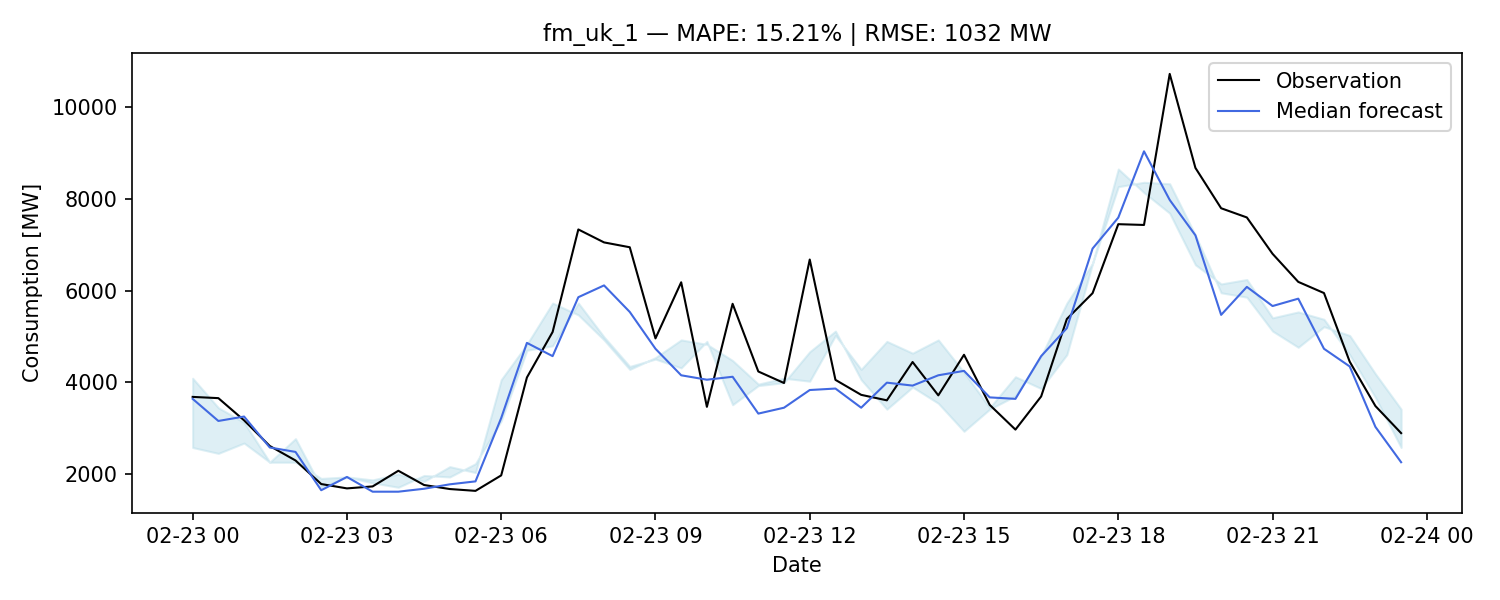 fm_uk_1 — MAPE: 15.21% | RMSE: 1032 MW
Observation
Median forecast
Consumption [MW]
10000
8000
6000
4000
2000
02-23 00 02-23 03 02-23 06 02-23 09 02-23 12 02-23 15 02-23 18 02-23 21 02-24 00
Date